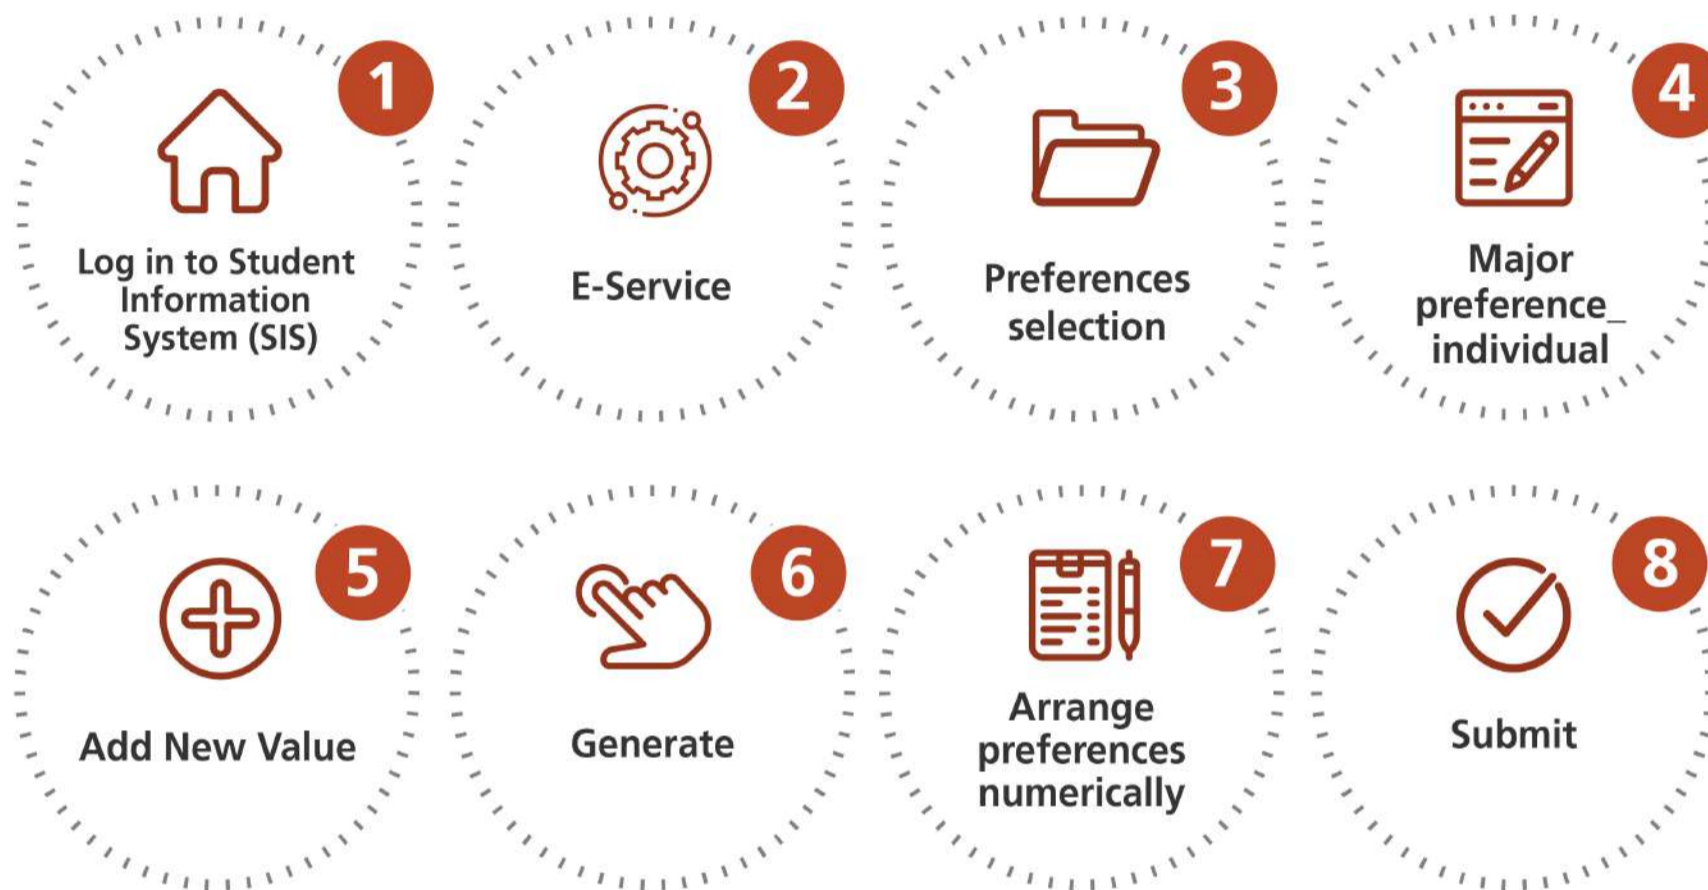 1
Log in to Student
Information
System (SIS)
2
E-Service
3
Preferences
selection
4
Major
preference_
individual
5
Add New Value
6
Generate
7
Arrange
preferences
numerically
8
Submit